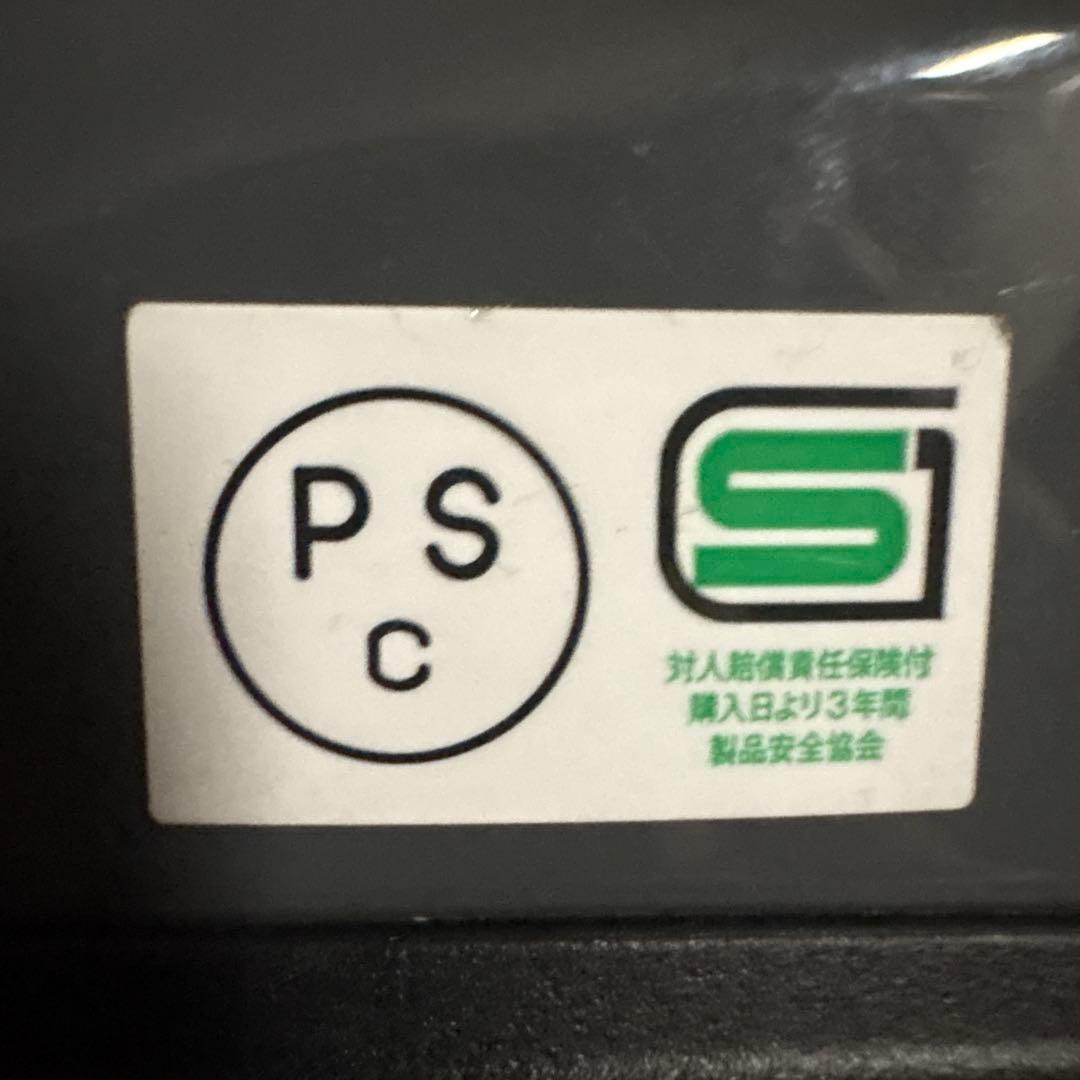 PS
C
SG
対人賠償責任保険付
購入日より3年間
製品安全協会